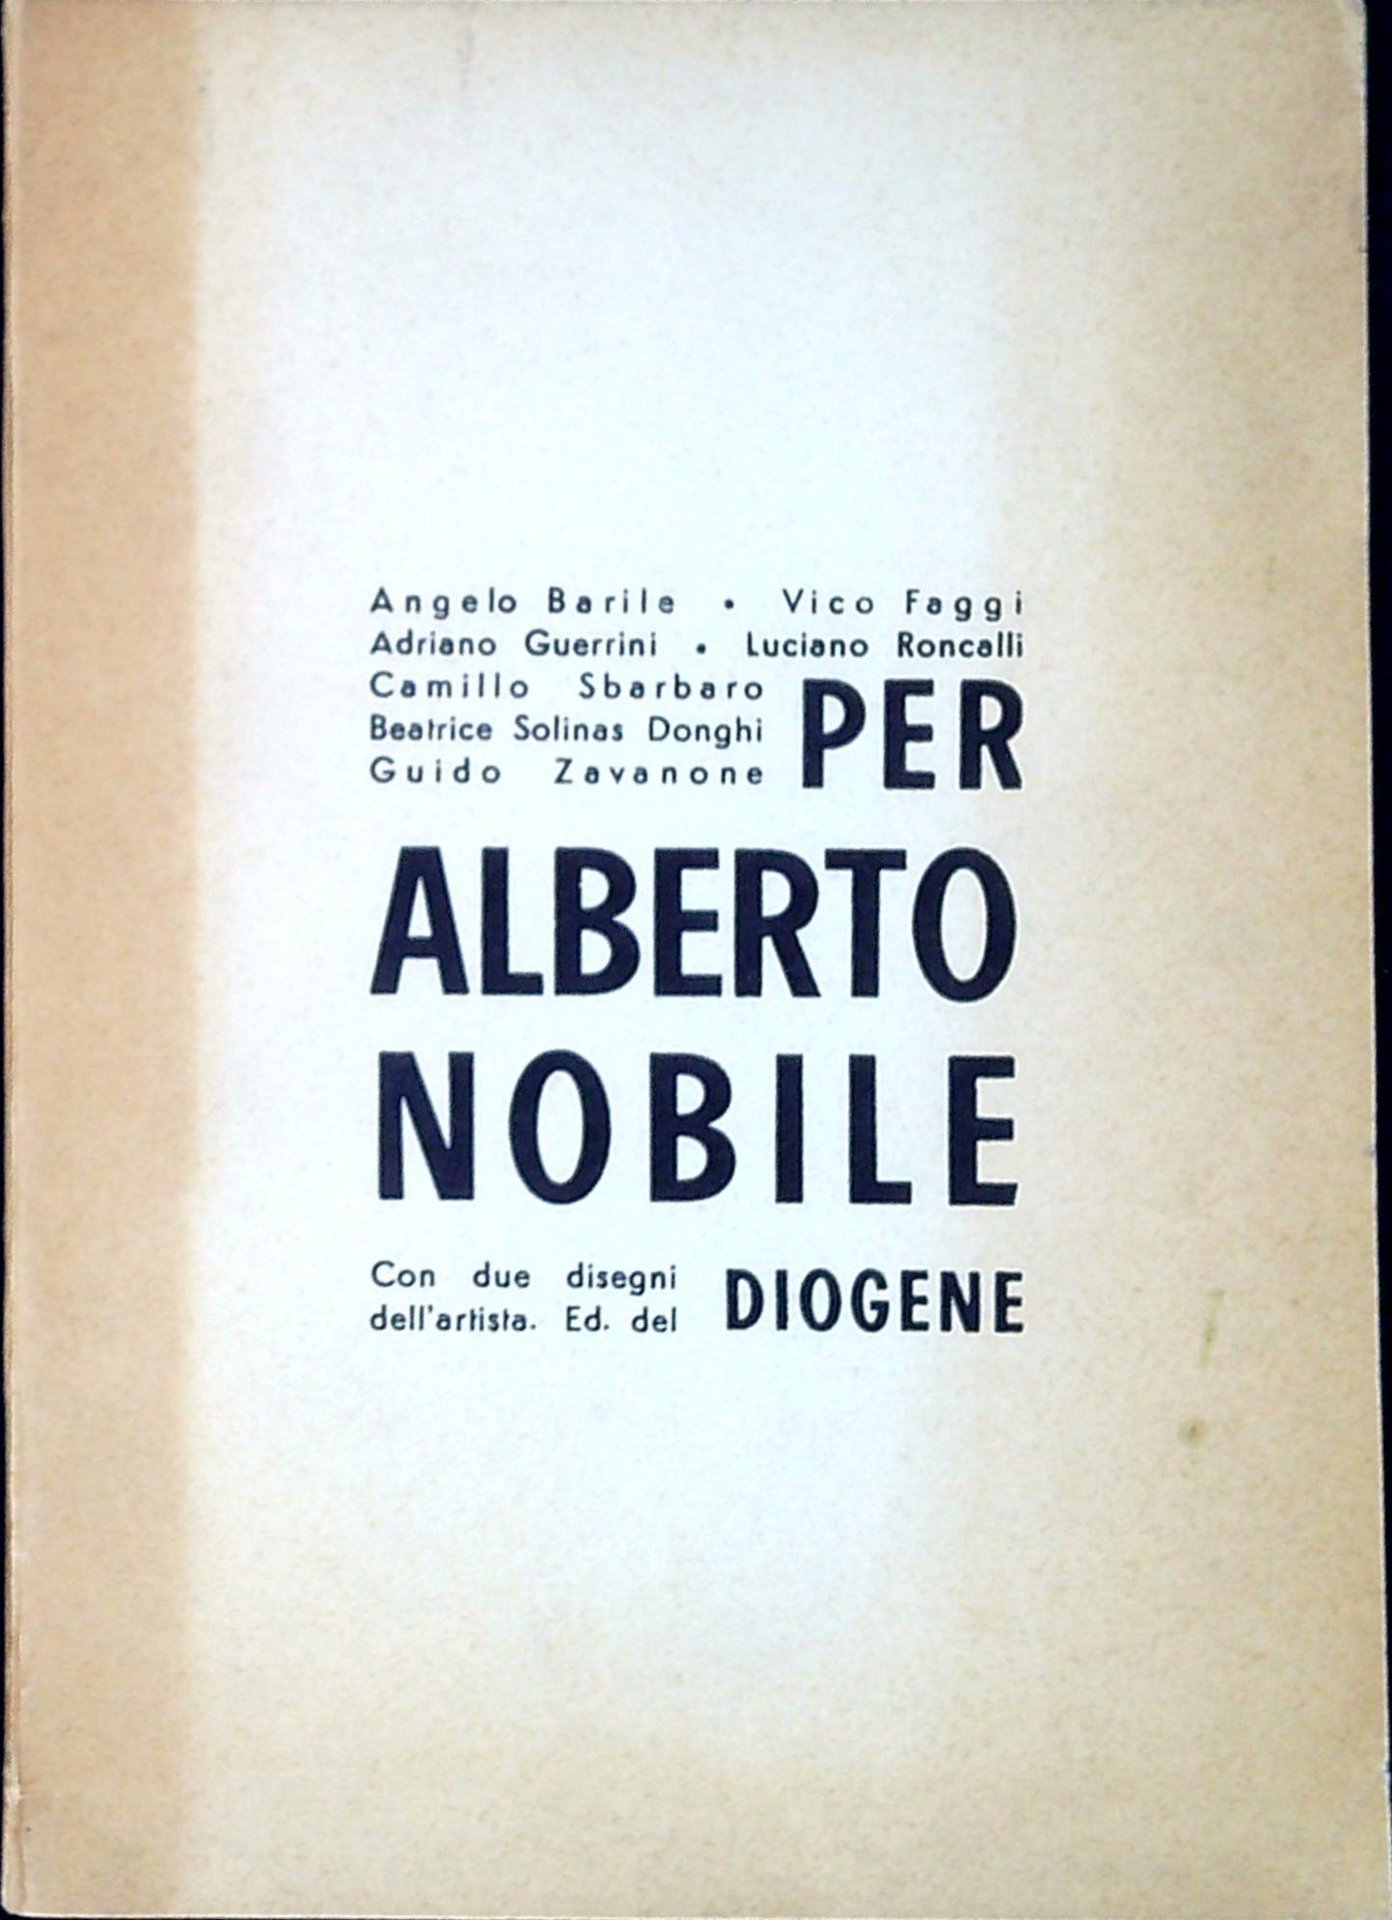 Angelo Barile • Vico Faggi
Adriano Guerrini • Luciano Roncalli
Camillo Sbarbaro
Beatrice Solinas Donghi
Guido Zavanone
PER
ALBERTO
NOBILE
Con due disegni
dell'artista. Ed. del
DIOGENE